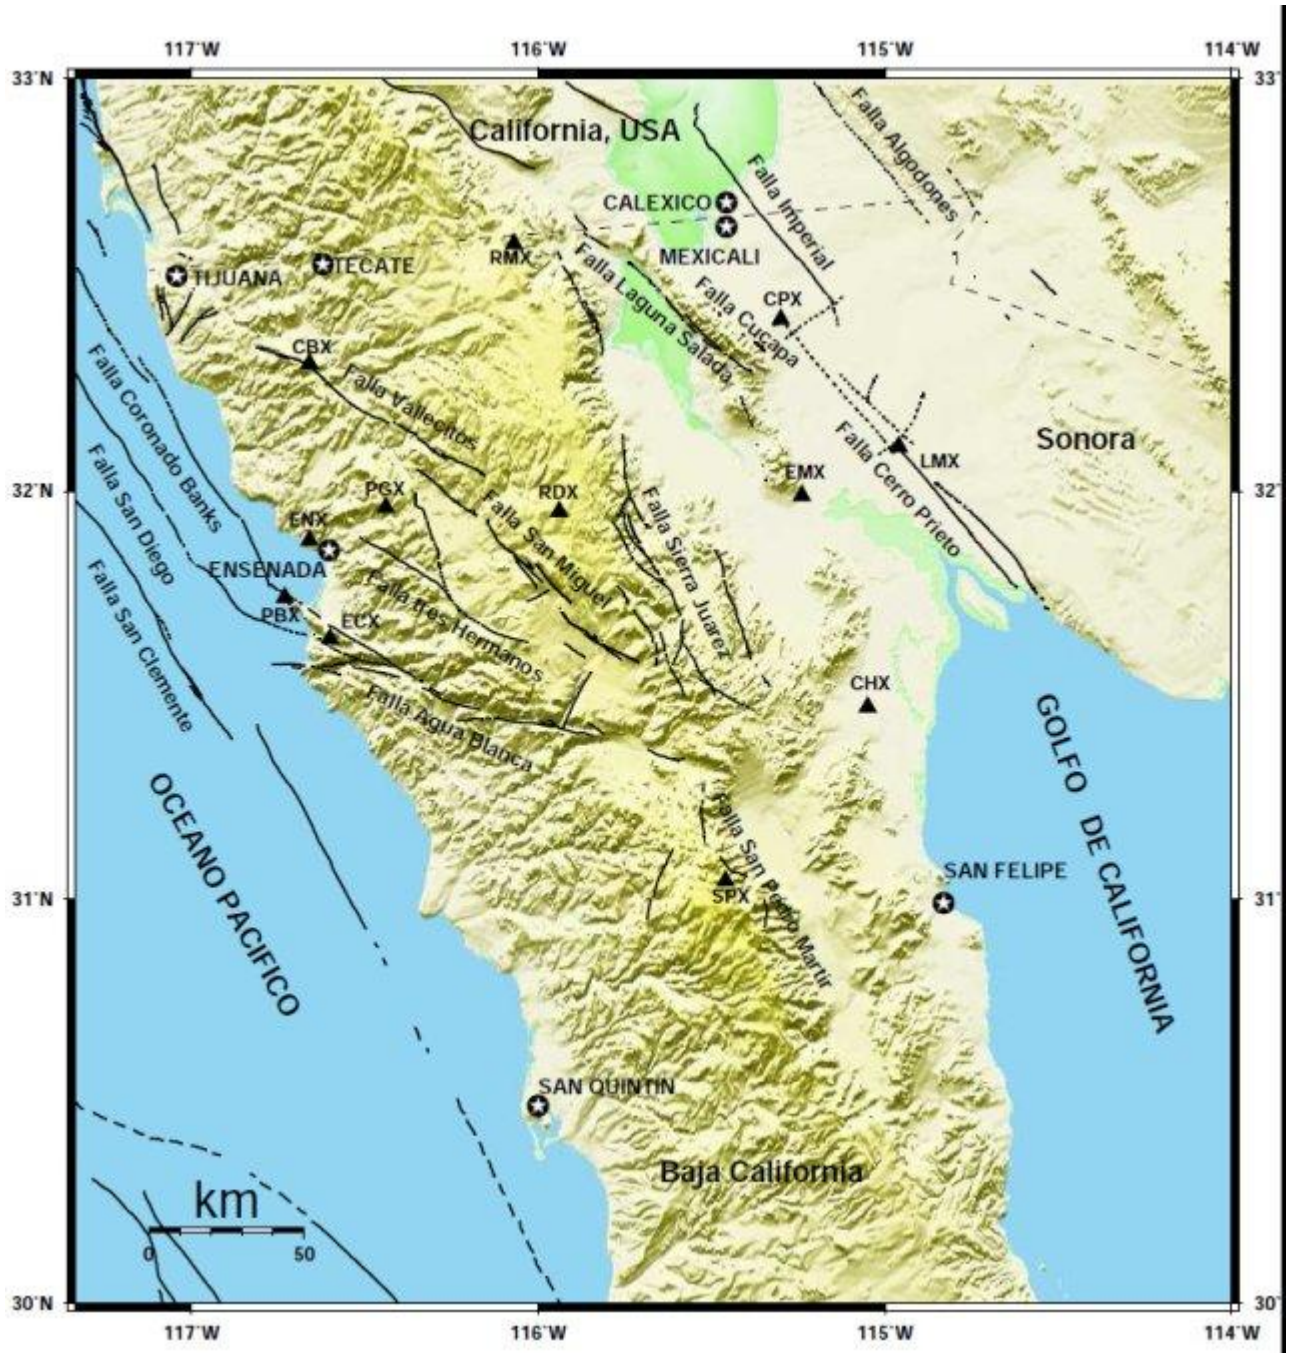 117°W
116°W
115°W
114°W
33°N
33°
California, USA
Falla Algodones
Falla Imperial
CALEXICO
MEXICALI
RMX
TECATE
TIJUANA
Falla Laguna Salada
Falla Cucapa
CPX
CBX
Falla Vallecitos
Falla Coronado Banks
Sonora
Falla Cerro Prieto
LMX
EMX
32°N
32°
PGX
RDX
Falla San Diego
ENX
Falla San Miguel
Falla Sierra Juarez
ENSENADA
Falla tres Hermanos
PBX
ECX
Falla San Clemente
CHX
Falla Agua Blanca
GOLFO DE CALIFORNIA
OCEANO PACIFICO
Falla San Pedro Martir
SAN FELIPE
SPX
31°N
31°
SAN QUINTIN
Baja California
km
0
50
30°N
30°
117°W
116°W
115°W
114°W